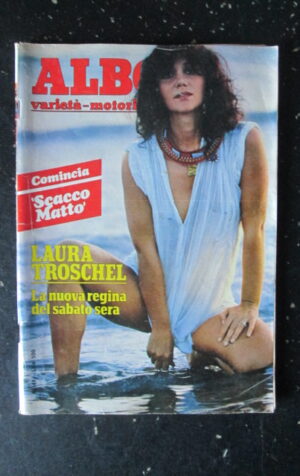 ALBO
varietà-motori
Comincia
'Scacco
Matto'
LAURA
TROSCHEL
La nuova regina
del sabato sera